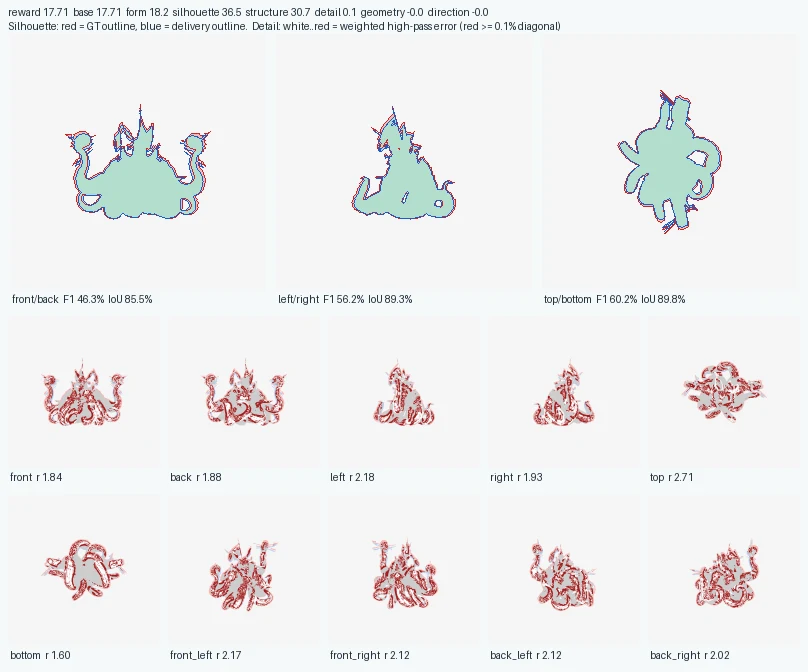 reward 17.71 base 17.71 form 18.2 silhouette 36.5 structure 30.7 detail 0.1 geometry -0.0 direction -0.0
Silhouette: red = GT outline, blue = delivery outline. Detail: white..red = weighted high-pass error (red >= 0.1% diagonal)
front/back F1 46.3% IoU 85.5%
left/right F1 56.2% IoU 89.3%
top/bottom F1 60.2% IoU 89.8%
front r 1.84
back r 1.88
left r 2.18
right r 1.93
top r 2.71
bottom r 1.60
front_left r 2.17
front_right r 2.12
back_left r 2.12
back_right r 2.02